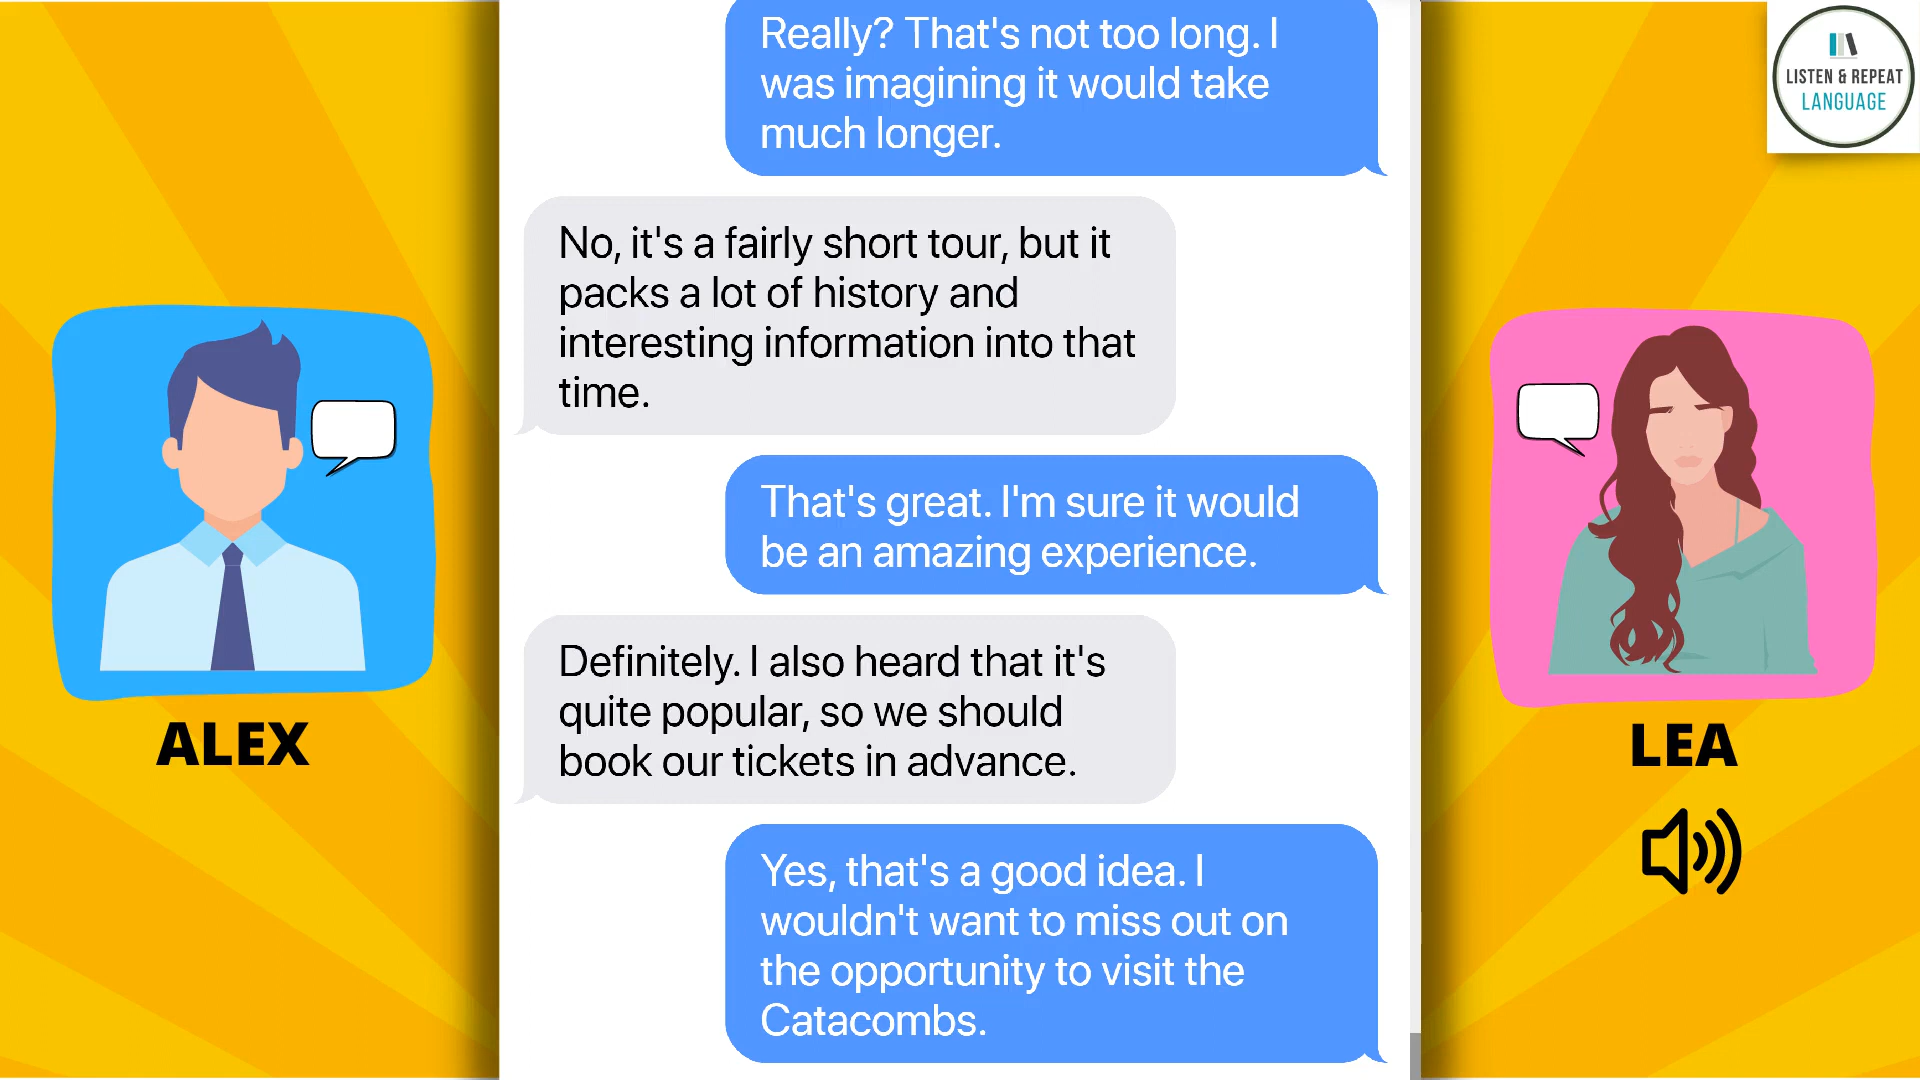 Really? That's not too long. I
was imagining it would take
much longer.
No, it's a fairly short tour, but it
packs a lot of history and
interesting information into that
time.
That's great. I'm sure it would
be an amazing experience.
Definitely. I also heard that it's
quite popular, so we should
book our tickets in advance.
Yes, that's a good idea. I
wouldn't want to miss out on
the opportunity to visit the
Catacombs.
ALEX
LEA
LISTEN & REPEAT
LANGUAGE